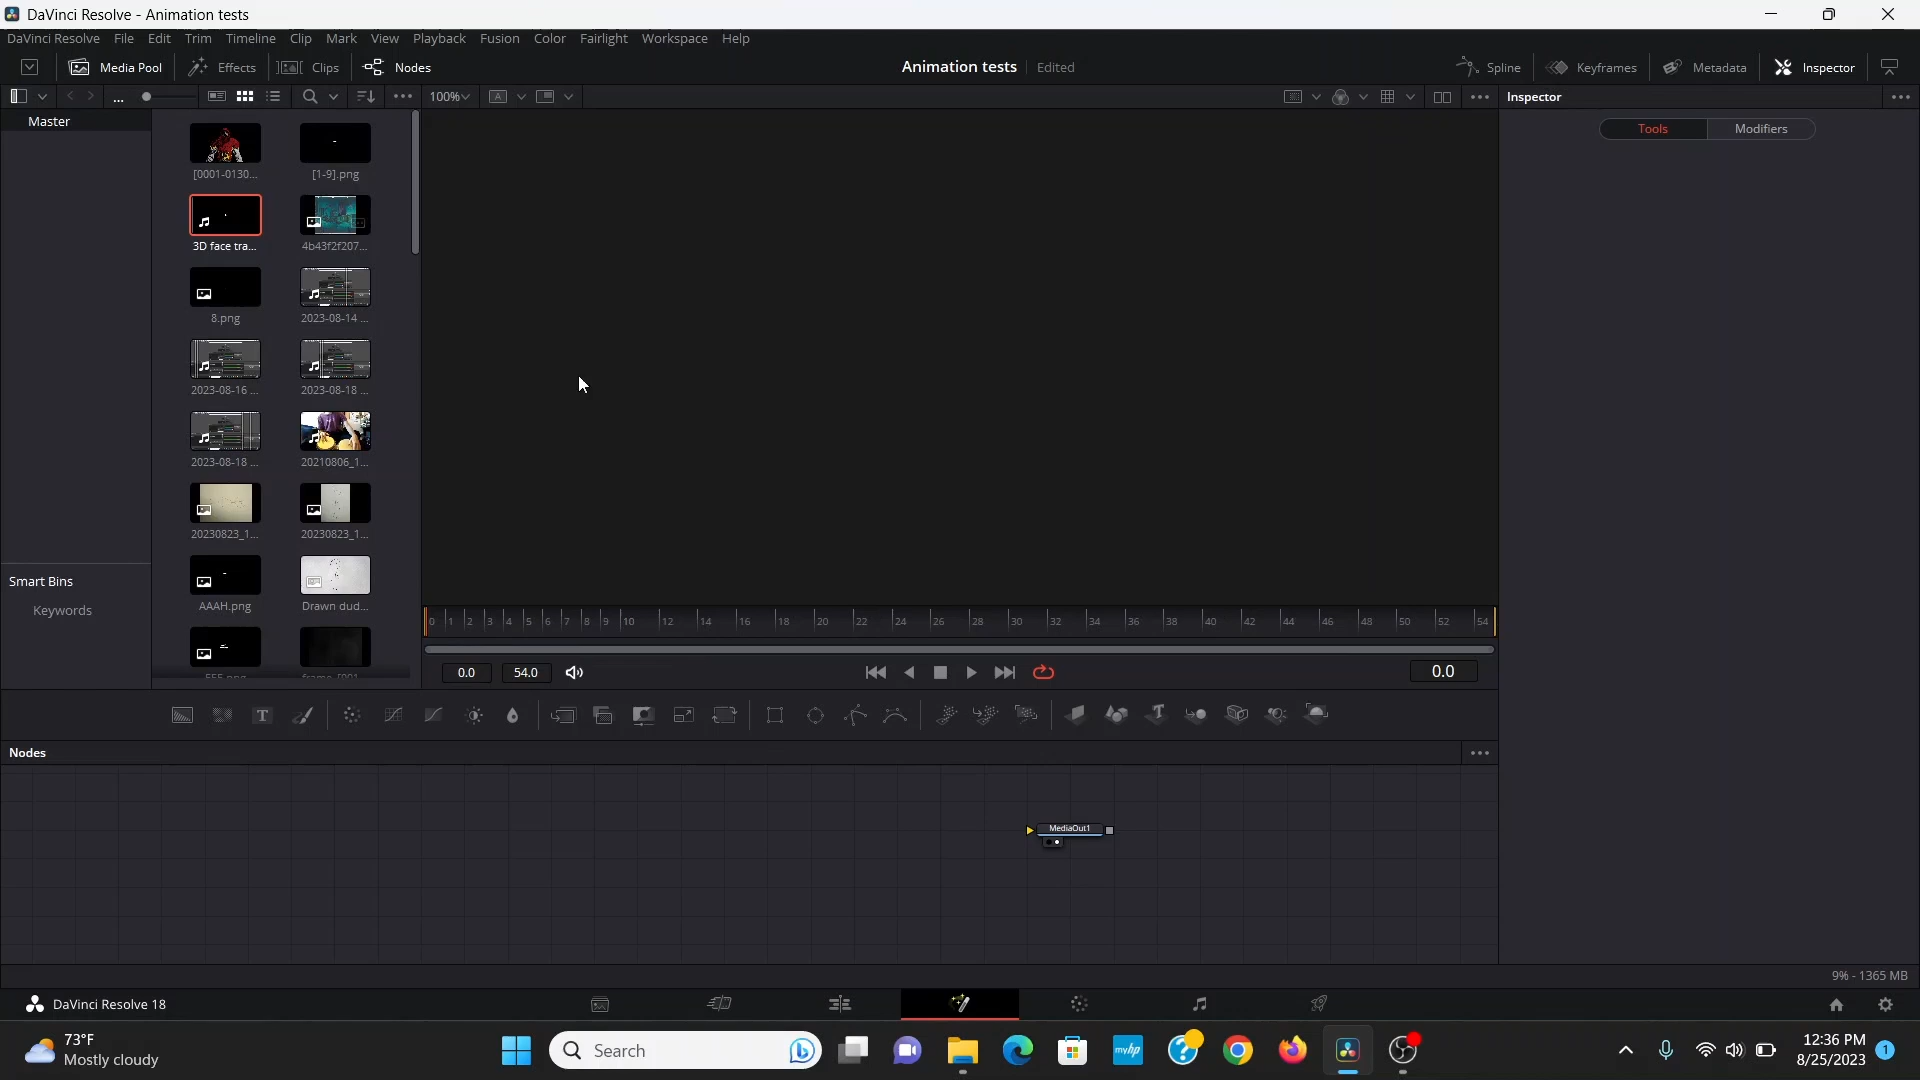 DaVinci Resolve - Animation tests
DaVinci Resolve File Edit Trim Timeline Clip Mark View Playback Fusion Color Fairlight Workspace Help
Media Pool Effects Clips Nodes Animation tests Edited Spline Keyframes Metadata Inspector
... 100% A Inspector
Master
Tools Modifiers
[0001-0130... [1-9].png
3D face tra... 4b43f2f207...
8.png 2023-08-14 ...
2023-08-16 ... 2023-08-18 ...
2023-08-18 ... 20210806_1...
20230823_1... 20230823_1...
Smart Bins
Keywords
AAAH.png Drawn dud...
0 1 2 3 4 5 6 7 8 9 10 12 14 16 18 20 22 24 26 28 30 32 34 36 38 40 42 44 46 48 50 52 54
0.0 54.0 0.0
T
Nodes
MediaOut1
9% - 1365 MB
DaVinci Resolve 18
73°F
Mostly cloudy
Search
myhp
12:36 PM
8/25/2023
1